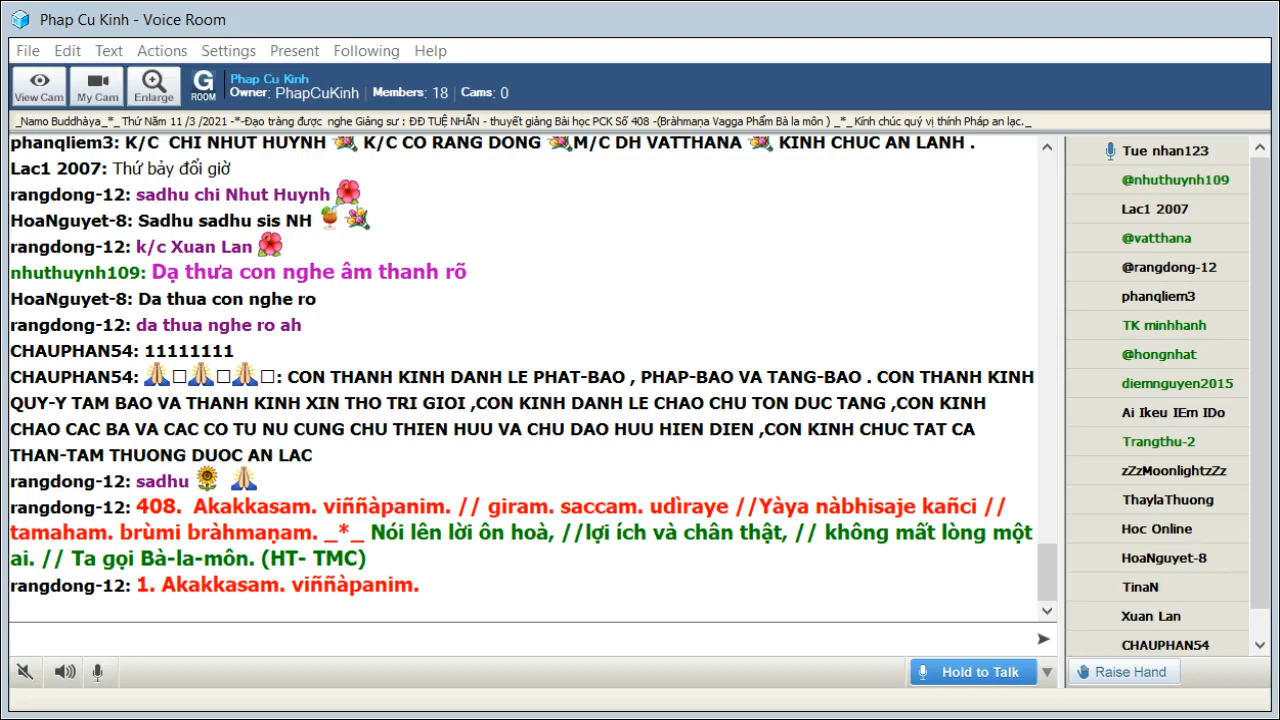 Phap Cu Kinh - Voice Room
File Edit Text Actions Settings Present Following Help
View Cam
My Cam
Enlarge
G ROOM
Phap Cu Kinh
Owner: PhapCuKinh Members: 18 Cams: 0
_Namo Buddhàya_*_Thứ Năm 11 /3 /2021 -*-Đạo tràng được nghe Giảng sư : ĐĐ TUỆ NHẪN - thuyết giảng Bài học PCK Số 408 -(Bràhmaṇa Vagga Phẩm Bà la môn ) _*_ Kính chúc quý vị thính Pháp an lạc._
phanqliem3: K/C CHI NHUT HUYNH K/C CO RANG DONG M/C DH VATTHANA KINH CHUC AN LANH .
Lac1 2007: Thứ bảy đổi giờ
rangdong-12: sadhu chi Nhut Huynh
HoaNguyet-8: Sadhu sadhu sis NH
rangdong-12: k/c Xuan Lan
nhuthuynh109: Dạ thưa con nghe âm thanh rõ
HoaNguyet-8: Da thua con nghe ro
rangdong-12: da thua nghe ro ah
CHAUPHAN54: 11111111
CHAUPHAN54: 🙏□🙏□🙏□: CON THANH KINH DANH LE PHAT-BAO , PHAP-BAO VA TANG-BAO . CON THANH KINH
QUY-Y TAM BAO VA THANH KINH XIN THO TRI GIOI ,CON KINH DANH LE CHAO CHU TON DUC TANG ,CON KINH
CHAO CAC BA VA CAC CO TU NU CUNG CHU THIEN HUU VA CHU DAO HUU HIEN DIEN ,CON KINH CHUC TAT CA
THAN-TAM THUONG DUOC AN LAC
rangdong-12: sadhu
rangdong-12: 408. Akakkasam. viññàpanim. // giram. saccam. udìraye //Yàya nàbhisaje kañci //
tamaham. brùmi bràhmaṇam. _*_ Nói lên lời ôn hoà, //lợi ích và chân thật, // không mất lòng một
ai. // Ta gọi Bà-la-môn. (HT- TMC)
rangdong-12: 1. Akakkasam. viññàpanim.
Tue nhan123
@nhuthuynh109
Lac1 2007
@vatthana
@rangdong-12
phanqliem3
TK minhhanh
@hongnhat
diemnguyen2015
Ai Ikeu IEm IDo
Trangthu-2
zZzMoonlightzZz
ThaylaThuong
Hoc Online
HoaNguyet-8
TinaN
Xuan Lan
CHAUPHAN54
Hold to Talk
Raise Hand